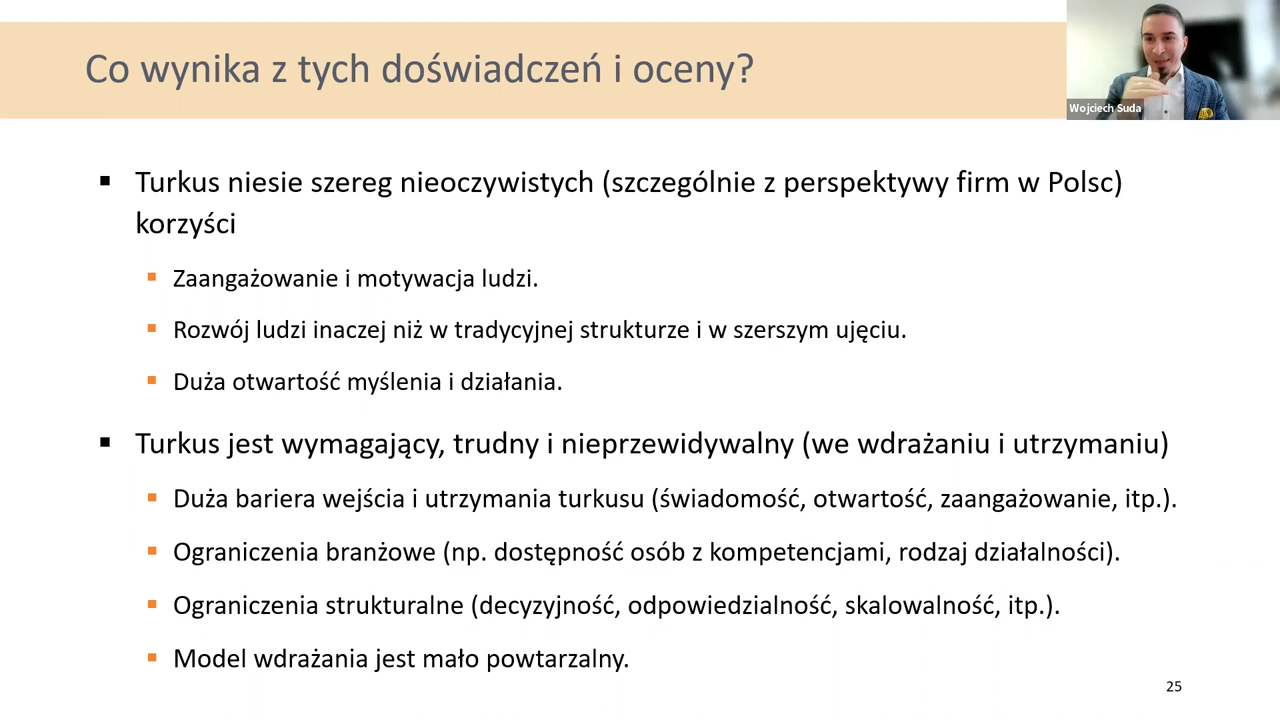 Co wynika z tych doświadczeń i oceny?
Wojciech Suda
▪ Turkus niesie szereg nieoczywistych (szczególnie z perspektywy firm w Polsc)
korzyści
▪ Zaangażowanie i motywacja ludzi.
▪ Rozwój ludzi inaczej niż w tradycyjnej strukturze i w szerszym ujęciu.
▪ Duża otwartość myślenia i działania.
▪ Turkus jest wymagający, trudny i nieprzewidywalny (we wdrażaniu i utrzymaniu)
▪ Duża bariera wejścia i utrzymania turkusu (świadomość, otwartość, zaangażowanie, itp.).
▪ Ograniczenia branżowe (np. dostępność osób z kompetencjami, rodzaj działalności).
▪ Ograniczenia strukturalne (decyzyjność, odpowiedzialność, skalowalność, itp.).
▪ Model wdrażania jest mało powtarzalny.
25